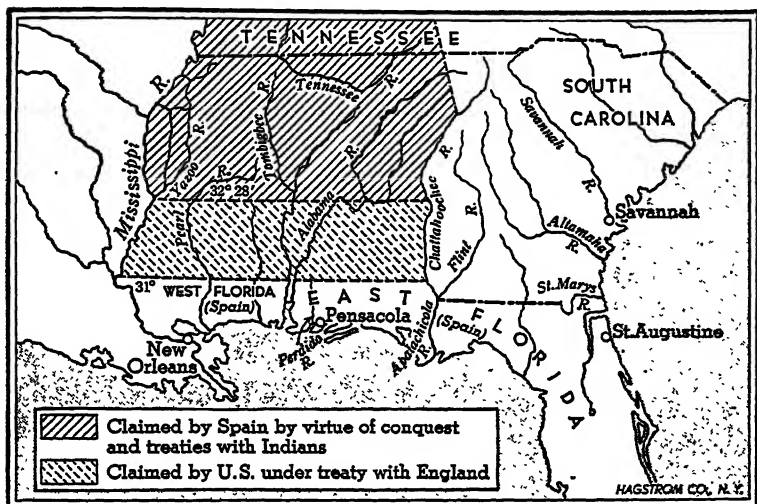 TENNESSEE
R.
Tennessee
R.
Mississippi
Yazoo
R.
Tombigbee
R.
R.
32° 28'
Pearl
Alabama
R.
Chattahoochee
R.
Flint
R.
SOUTH
CAROLINA
Savannah
R.
Savannah
Altamaha
R.
St. Marys
R.
31°
WEST FLORIDA
(Spain)
EAST
FLORIDA
(Spain)
Pensacola
Perdido
R.
Apalachicola
R.
St. Augustine
New
Orleans
Claimed by Spain by virtue of conquest
and treaties with Indians
Claimed by U.S. under treaty with England
HAGSTROM CO., N. Y.